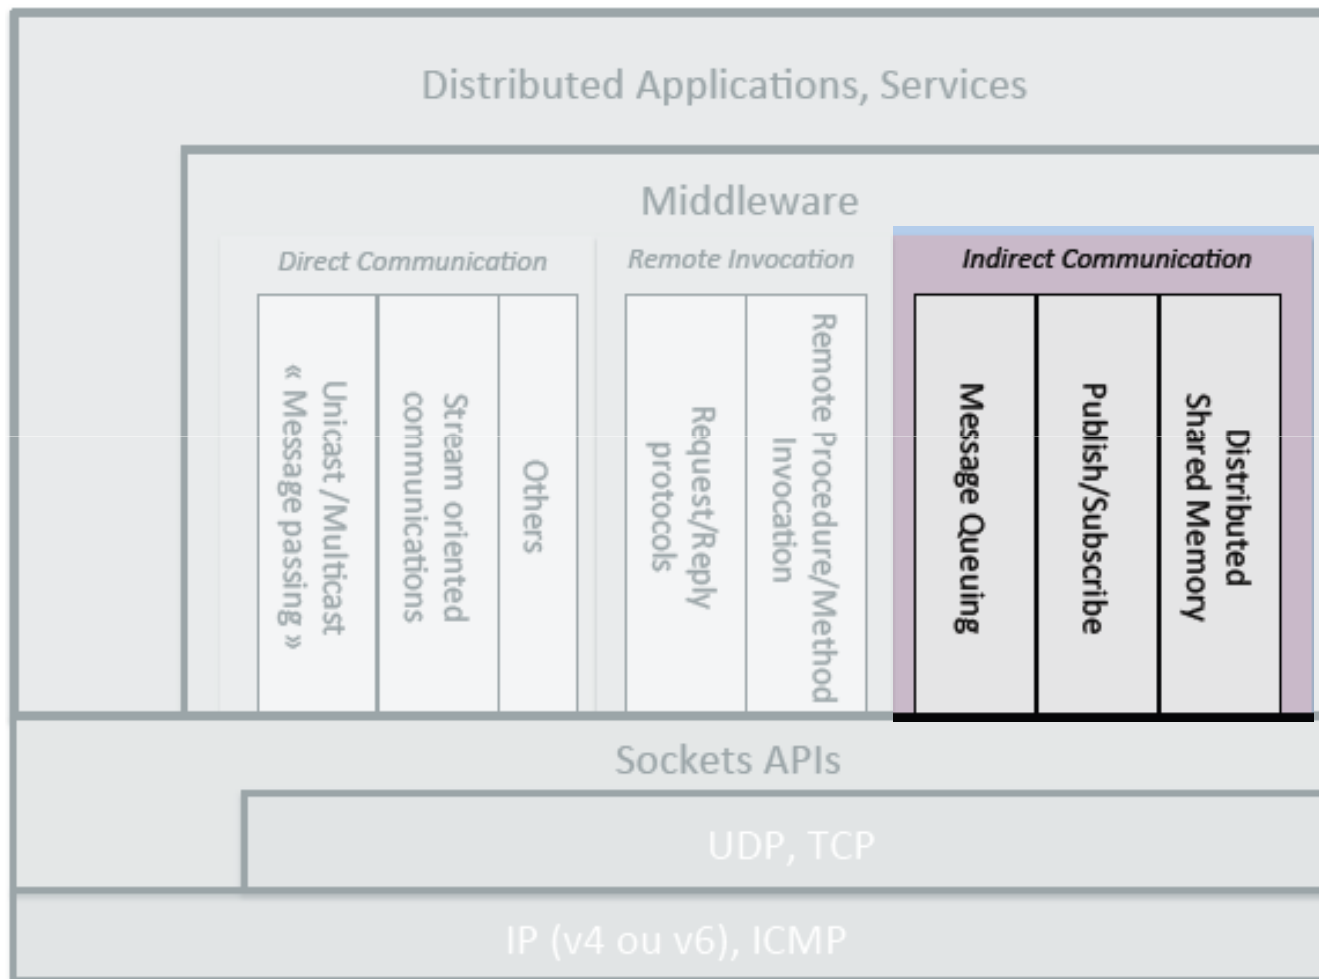 Distributed Applications, Services
Middleware
Direct Communication
Remote Invocation
Indirect Communication
Unicast /Multicast
« Message passing »
Stream oriented
communications
Others
Request/Reply
protocols
Remote Procedure/Method
Invocation
Message Queuing
Publish/Subscribe
Distributed
Shared Memory
Sockets APIs
UDP, TCP
IP (v4 ou v6), ICMP